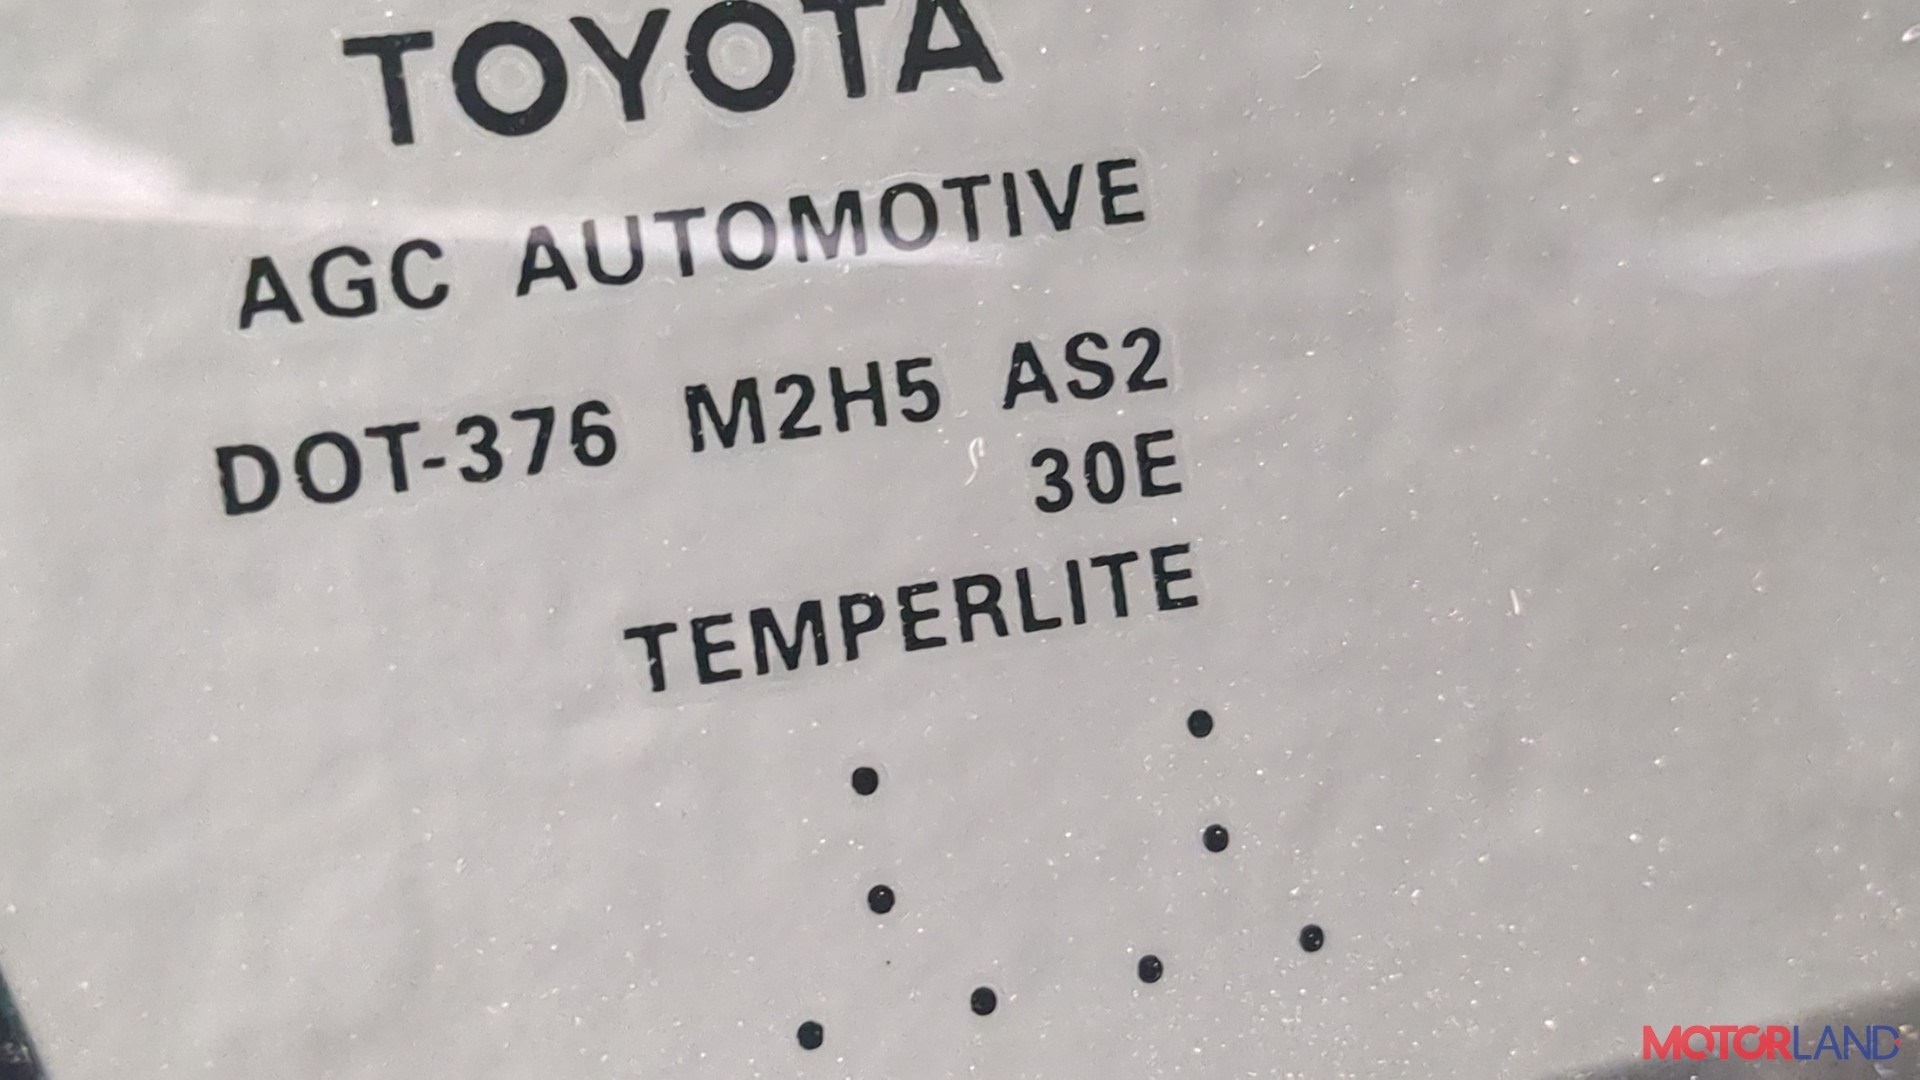 TOYOTA
AGC AUTOMOTIVE
DOT-376 M2H5 AS2
30E
TEMPERLITE
MOTORLAND